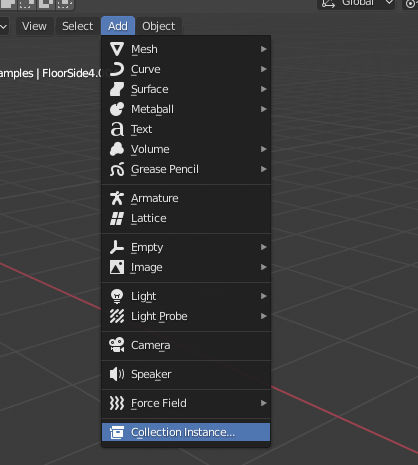 Global
View Select Add Object
amples | FloorSide4.0
Mesh
Curve
Surface
Metaball
Text
Volume
Grease Pencil
Armature
Lattice
Empty
Image
Light
Light Probe
Camera
Speaker
Force Field
Collection Instance...